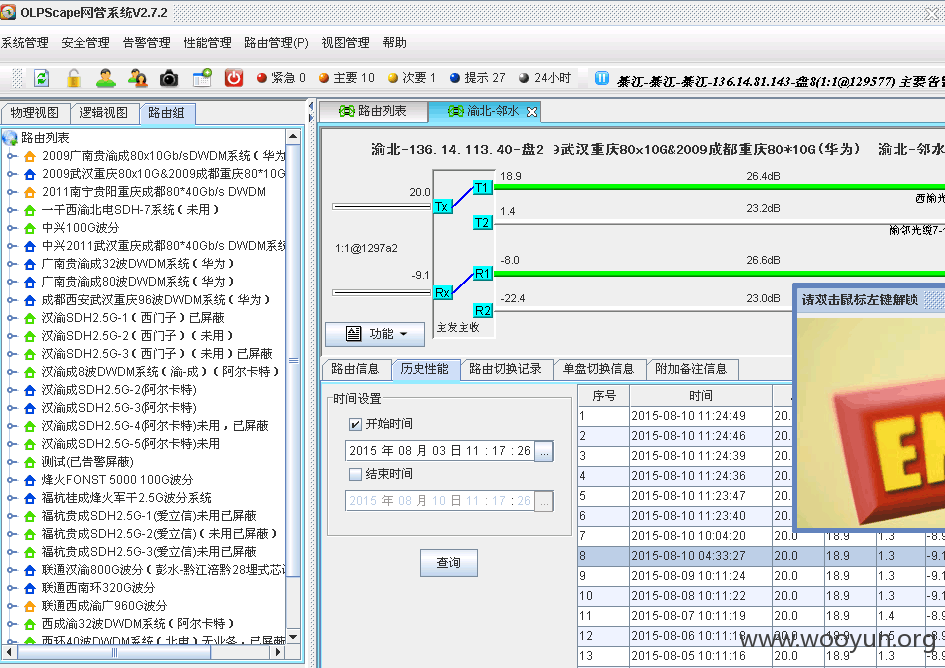 OLPScape网管系统V2.7.2
系统管理 安全管理 告警管理 性能管理 路由管理(P) 视图管理 帮助
紧急 0 主要 10 次要 1 提示 27 24小时 綦江-綦江-綦江-136.14.81.143-盘8(1:1@129577) 主要告警
物理视图 逻辑视图 路由组
路由列表
2009广南贵渝成80x10Gb/sDWDM系统（华为
2009武汉重庆80x10G&2009成都重庆80*10G
2011南宁贵阳重庆成都80*40Gb/s DWDM
一干西渝北电SDH-7系统（未用）
中兴100G波分
中兴2011武汉重庆成都80*40Gb/s DWDM系统
广南贵渝成32波DWDM系统（华为）
广南贵渝成80波DWDM系统（华为）
成都西安武汉重庆96波DWDM系统（华为）
汉渝SDH2.5G-1（西门子）已屏蔽
汉渝SDH2.5G-2（西门子）（未用）
汉渝SDH2.5G-3（西门子）（未用）已屏蔽
汉渝成8波DWDM系统（渝-成）（阿尔卡特）
汉渝成SDH2.5G-2(阿尔卡特)
汉渝成SDH2.5G-3(阿尔卡特)
汉渝成SDH2.5G-4(阿尔卡特)未用，已屏蔽
汉渝成SDH2.5G-5(阿尔卡特)未用
测试(已告警屏蔽)
烽火FONST 5000 100G波分
福杭桂成烽火军干2.5G波分系统
福杭贵成SDH2.5G-1(爱立信)未用已屏蔽
福杭贵成SDH2.5G-2(爱立信)（未用已屏蔽）
福杭贵成SDH2.5G-3(爱立信)未用已屏蔽
联通汉渝800G波分（彭水-黔江涪黔28埋式芯
联通西南环320G波分
联通西成渝广960G波分
西成渝32波DWDM系统（阿尔卡特）
西环40波DWDM系统（北电）无业务，已屏蔽
路由列表 渝北-邻水
渝北-136.14.113.40-盘2 9武汉重庆80x10G&2009成都重庆80*10G(华为) 渝北-邻水
20.0 Tx T1 18.9 26.4dB
西渝光
T2 1.4 23.2dB
渝邻光缆7-
1:1@1297a2
-9.1 Rx R1 -8.0 26.6dB
R2 -22.4 23.0dB
主发主收
功能
路由信息 历史性能 路由切换记录 单盘切换信息 附加备注信息
时间设置
开始时间
2015 年 08 月 03 日 11 : 17 : 26 ...
结束时间
2015 年 08 月 10 日 11 : 17 : 26 ...
查询
序号 时间
1 2015-08-10 11:24:49 20.
2 2015-08-10 11:24:46 20.
3 2015-08-10 11:24:39 20.
4 2015-08-10 11:24:36 20.
5 2015-08-10 11:23:47 20.
6 2015-08-10 11:23:40 20.
7 2015-08-10 10:04:20 20.0 18.9 1.3 -8.9
8 2015-08-10 04:33:27 20.0 18.9 1.3 -9.1
9 2015-08-09 10:11:24 20.0 18.9 1.3 -9.1
10 2015-08-08 10:11:22 20.0 18.9 1.3 -9.1
11 2015-08-07 10:11:19 20.0 18.9 1.4 -8.9
12 2015-08-06 10:11:18 20.0 18.9 1.5
13 2015-08-05 10:11:16 20.0 18.9 1.3 -8.9
请双击鼠标左键解锁
www.wooyun.org